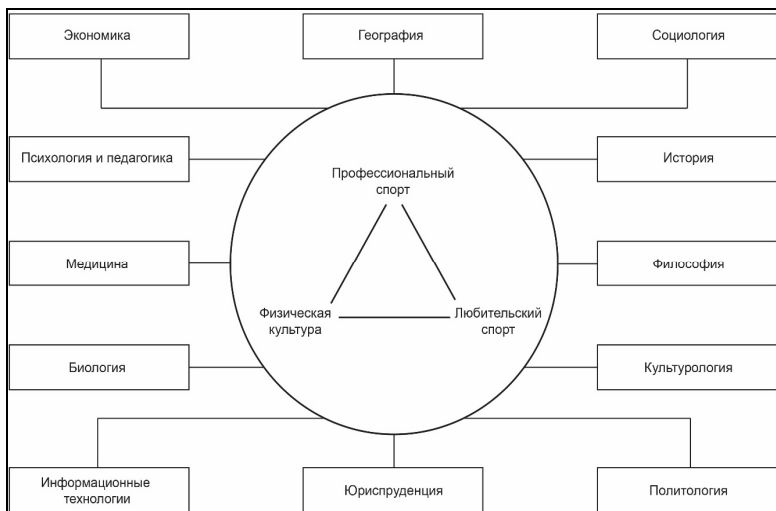 Экономика
География
Социология
Психология и педагогика
История
Профессиональный
спорт
Медицина
Философия
Физическая
культура
Любительский
спорт
Биология
Культурология
Информационные
технологии
Юриспруденция
Политология